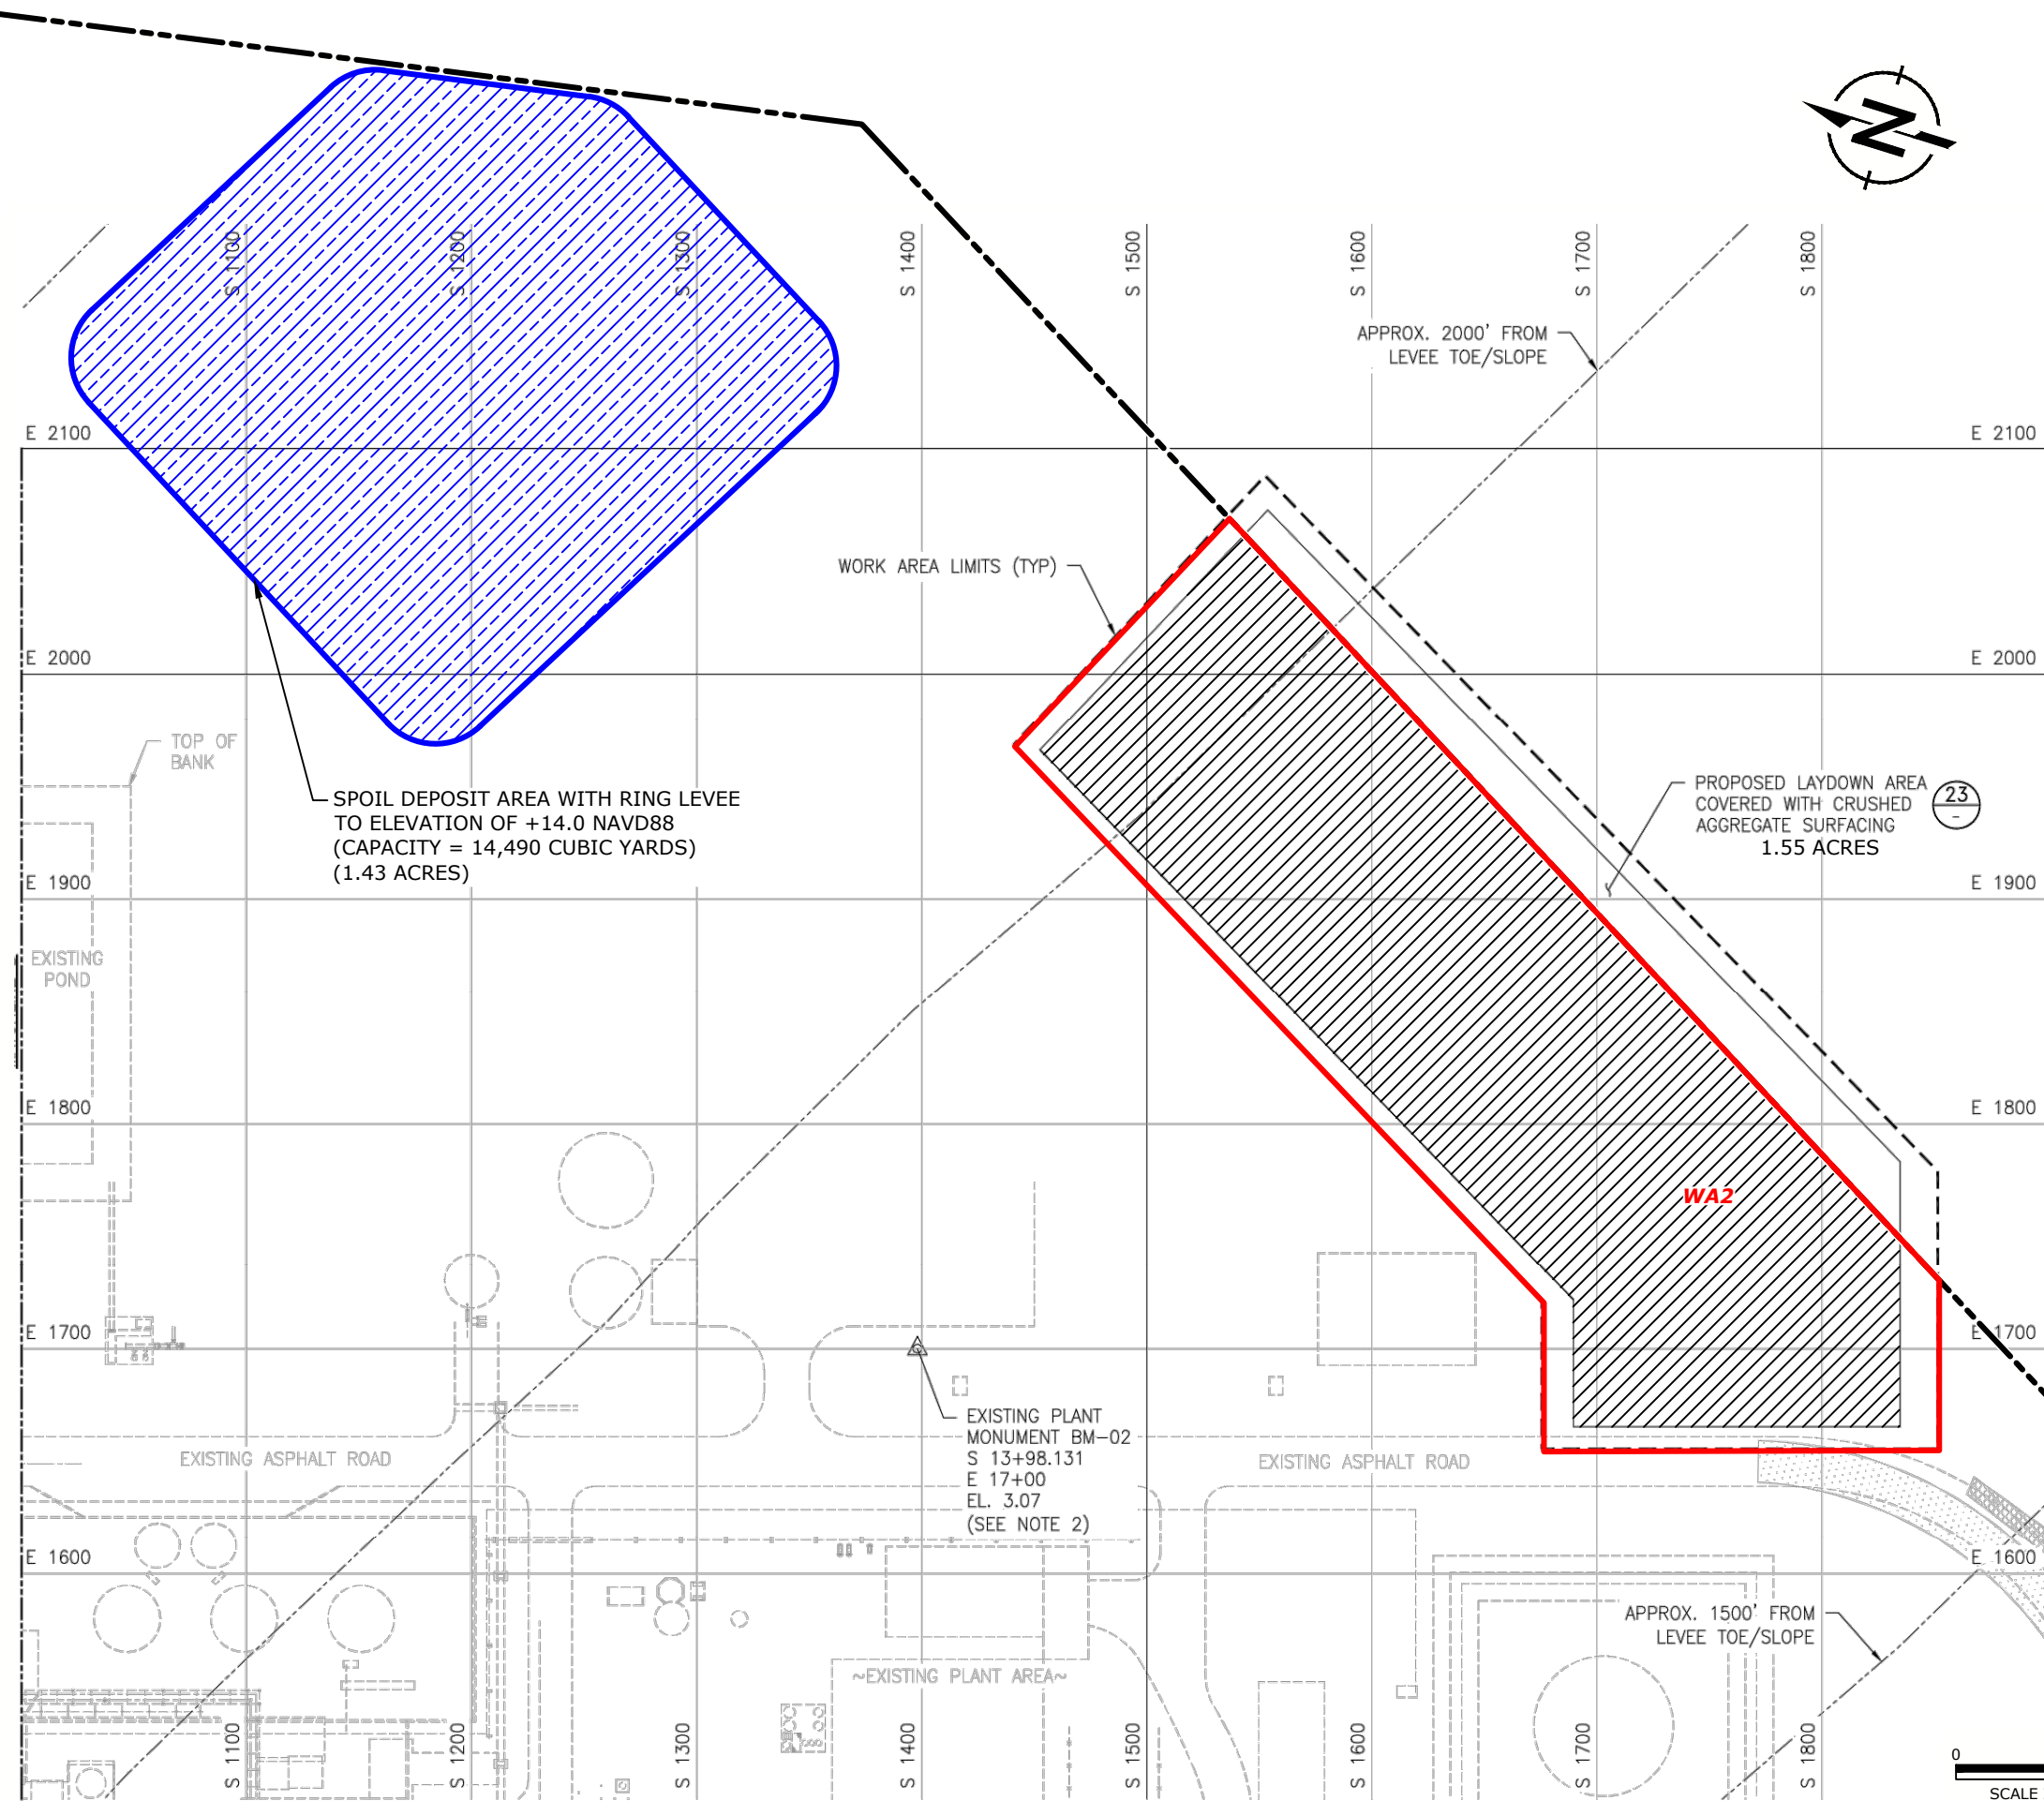 N
S 1100
S 1200
S 1300
S 1400
S 1500
S 1600
S 1700
S 1800
APPROX. 2000' FROM
LEVEE TOE/SLOPE
E 2100
E 2100
WORK AREA LIMITS (TYP)
E 2000
E 2000
TOP OF
BANK
SPOIL DEPOSIT AREA WITH RING LEVEE
TO ELEVATION OF +14.0 NAVD88
(CAPACITY = 14,490 CUBIC YARDS)
(1.43 ACRES)
PROPOSED LAYDOWN AREA
COVERED WITH CRUSHED
AGGREGATE SURFACING
1.55 ACRES
23
-
E 1900
E 1900
EXISTING
POND
E 1800
E 1800
WA2
E 1700
E 1700
EXISTING PLANT
MONUMENT BM-02
S 13+98.131
E 17+00
EL. 3.07
(SEE NOTE 2)
EXISTING ASPHALT ROAD
EXISTING ASPHALT ROAD
E 1600
E 1600
APPROX. 1500' FROM
LEVEE TOE/SLOPE
~EXISTING PLANT AREA~
S 1100
S 1200
S 1300
S 1400
S 1500
S 1600
S 1700
S 1800
0
SCALE